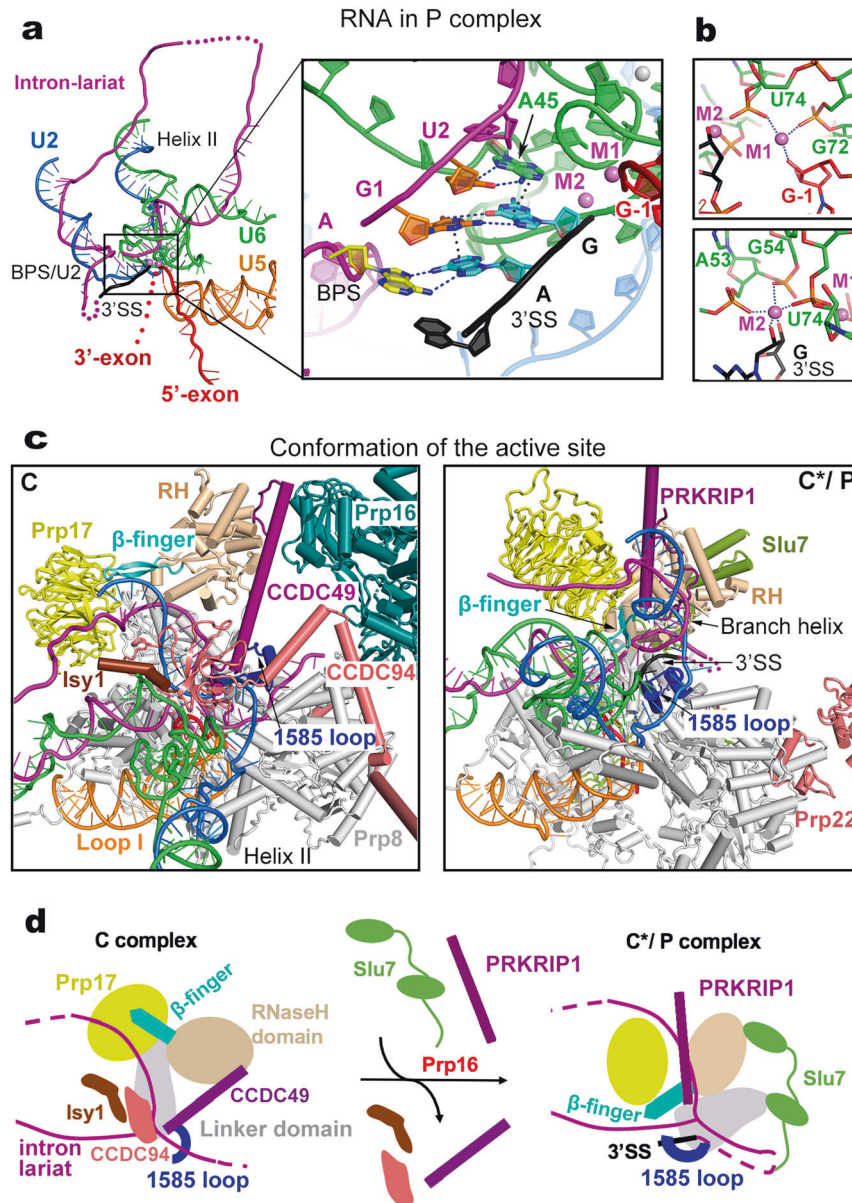 a
RNA in P complex
b
Intron-lariat
U2
Helix II
U6
U5
BPS/U2
3'SS
3'-exon
5'-exon
A45
U2
M1
G1
M2
G-1
A
G
BPS
A
3'SS
U74
M2
M1
G72
G-1
A53
G54
M1
M2
U74
G
3'SS
c
Conformation of the active site
C
RH
Prp17
β-finger
Prp16
CCDC49
Isy1
CCDC94
1585 loop
Loop I
Prp8
Helix II
C*/ P
PRKRIP1
Slu7
RH
β-finger
Branch helix
3'SS
1585 loop
Prp22
d
C complex
Prp17
β-finger
RNaseH
domain
Isy1
CCDC49
Linker domain
intron
lariat
CCDC94
1585 loop
Slu7
PRKRIP1
Prp16
C*/ P complex
PRKRIP1
Slu7
β-finger
3'SS
1585 loop